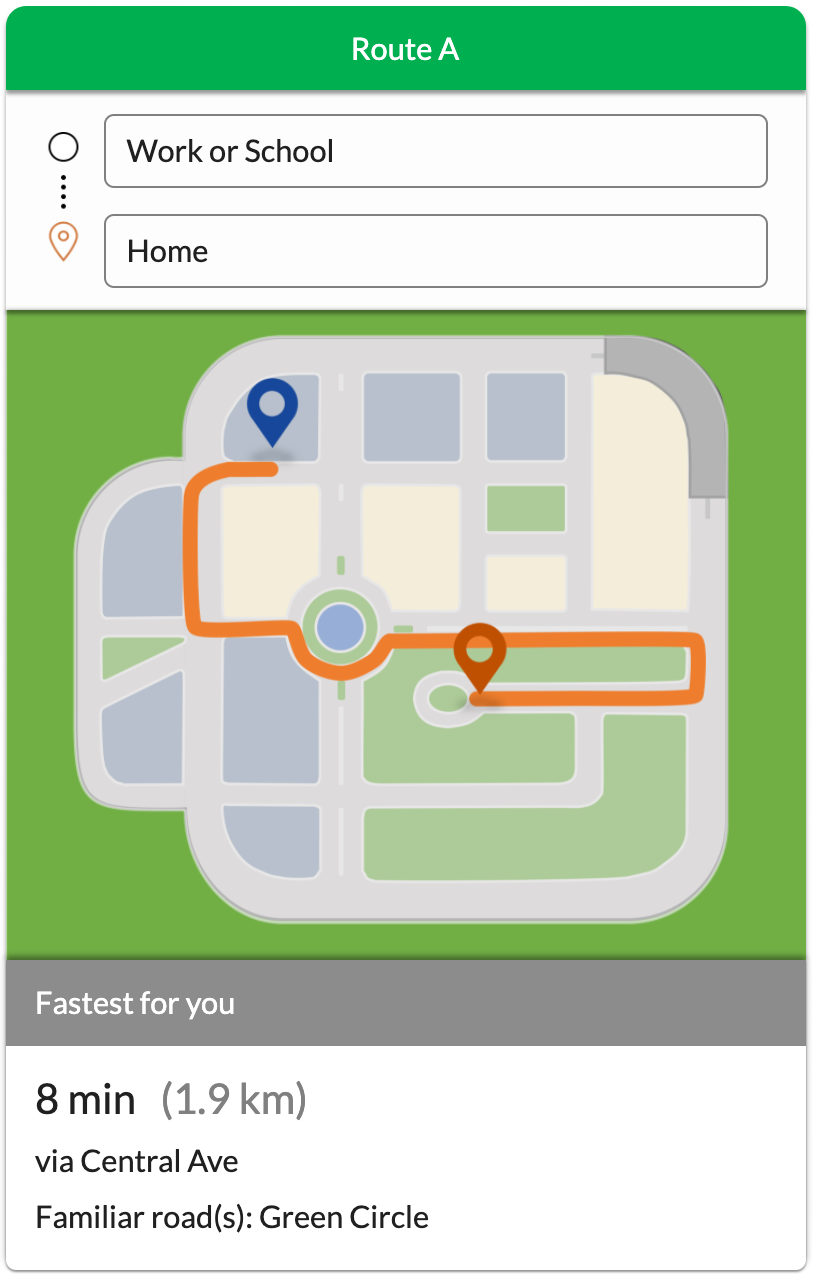 Route A
Work or School
Home
Fastest for you
8 min (1.9 km)
via Central Ave
Familiar road(s): Green Circle